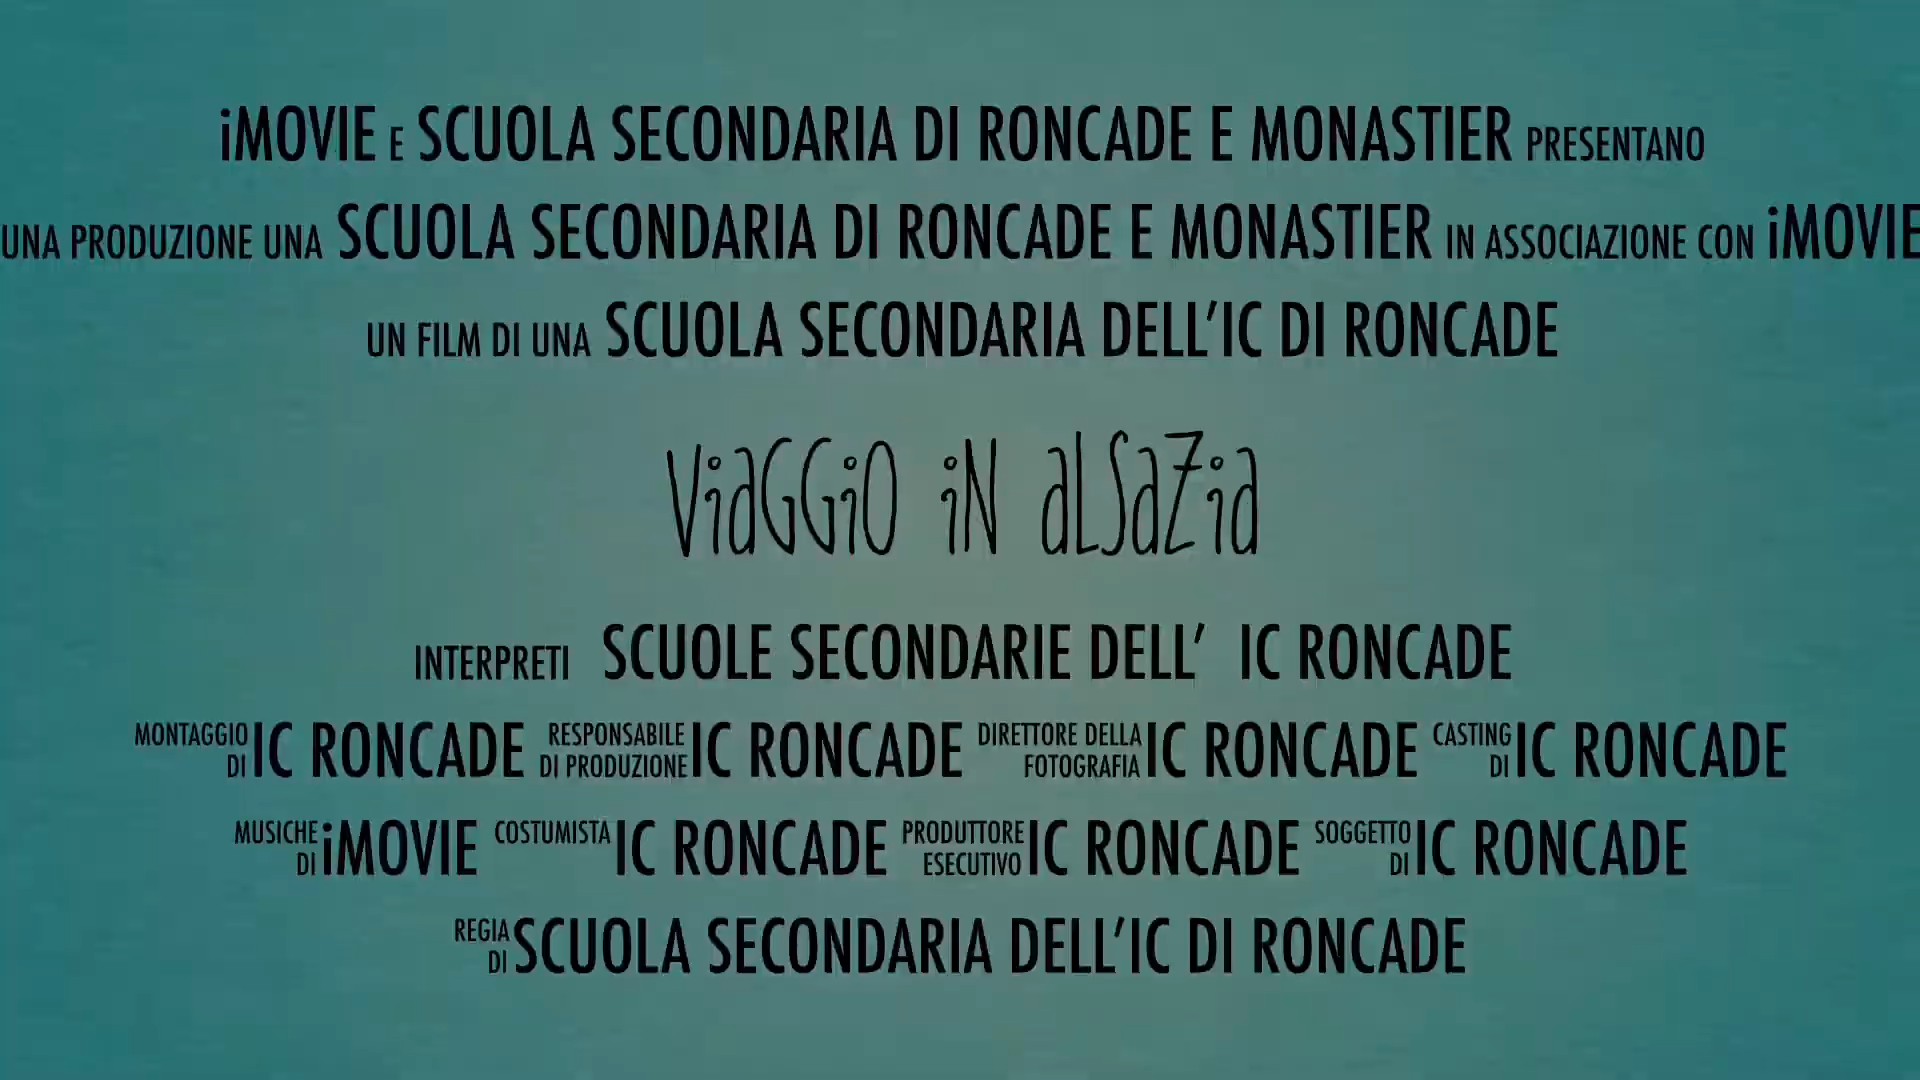 iMOVIE E SCUOLA SECONDARIA DI RONCADE E MONASTIER PRESENTANO
UNA PRODUZIONE UNA SCUOLA SECONDARIA DI RONCADE E MONASTIER IN ASSOCIAZIONE CON iMOVIE
UN FILM DI UNA SCUOLA SECONDARIA DELL’IC DI RONCADE
ViaGGiO iN aLSaZia
INTERPRETI SCUOLE SECONDARIE DELL’ IC RONCADE
MONTAGGIO DI IC RONCADE RESPONSABILE DI PRODUZIONE IC RONCADE DIRETTORE DELLA FOTOGRAFIA IC RONCADE CASTING DI IC RONCADE
MUSICHE DI iMOVIE COSTUMISTA IC RONCADE PRODUTTORE ESECUTIVO IC RONCADE SOGGETTO DI IC RONCADE
REGIA DI SCUOLA SECONDARIA DELL’IC DI RONCADE